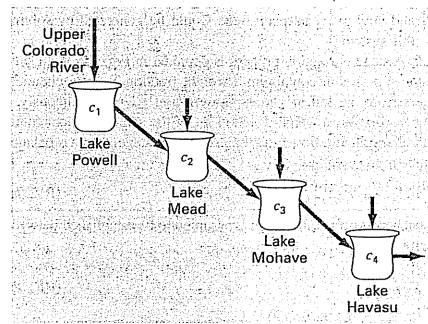 Upper
Colorado
River
c₁
Lake
Powell
c₂
Lake
Mead
c₃
Lake
Mohave
c₄
Lake
Havasu